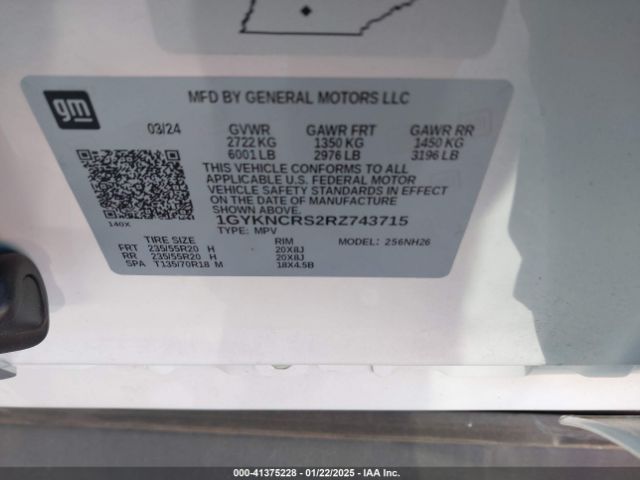 gm
MFD BY GENERAL MOTORS LLC
03/24 GVWR GAWR FRT GAWR RR
2722 KG 1350 KG 1450 KG
6001 LB 2976 LB 3196 LB
THIS VEHICLE CONFORMS TO ALL
APPLICABLE U.S. FEDERAL MOTOR
VEHICLE SAFETY STANDARDS IN EFFECT
ON THE DATE OF MANUFACTURE
SHOWN ABOVE.
140X 1GYKNCRS2RZ743715
TYPE: MPV
TIRE SIZE RIM MODEL: 256NH26
FRT 235/55R20 H 20X8J
RR 235/55R20 H 20X8J
SPA T135/70R18 M 18X4.5B
000-41375228 - 01/22/2025 - IAA Inc.